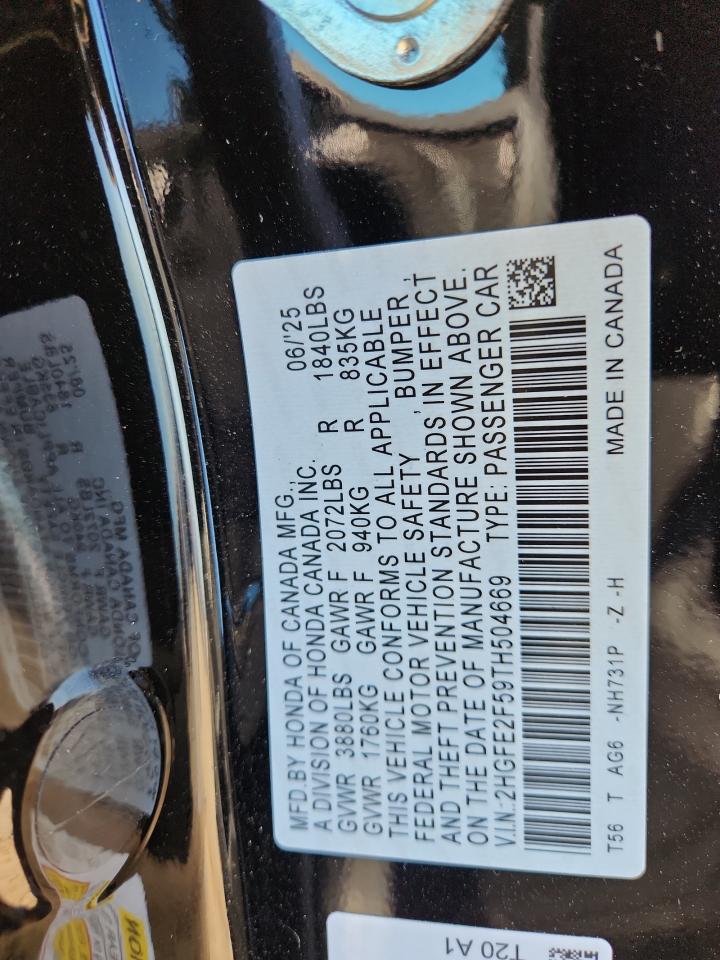 MFD.BY HONDA OF CANADA MFG., 06/'25
A DIVISION OF HONDA CANADA INC.
GVWR 3880LBS GAWR F 2072LBS R 1840LBS
GVWR 1760KG GAWR F 940KG R 835KG
THIS VEHICLE CONFORMS TO ALL APPLICABLE
FEDERAL MOTOR VEHICLE SAFETY , BUMPER ,
AND THEFT PREVENTION STANDARDS IN EFFECT
ON THE DATE OF MANUFACTURE SHOWN ABOVE.
V.I.N.:2HGFE2F59TH504669 TYPE: PASSENGER CAR
T56 T AG6 -NH731P -Z -H MADE IN CANADA
T20 A1